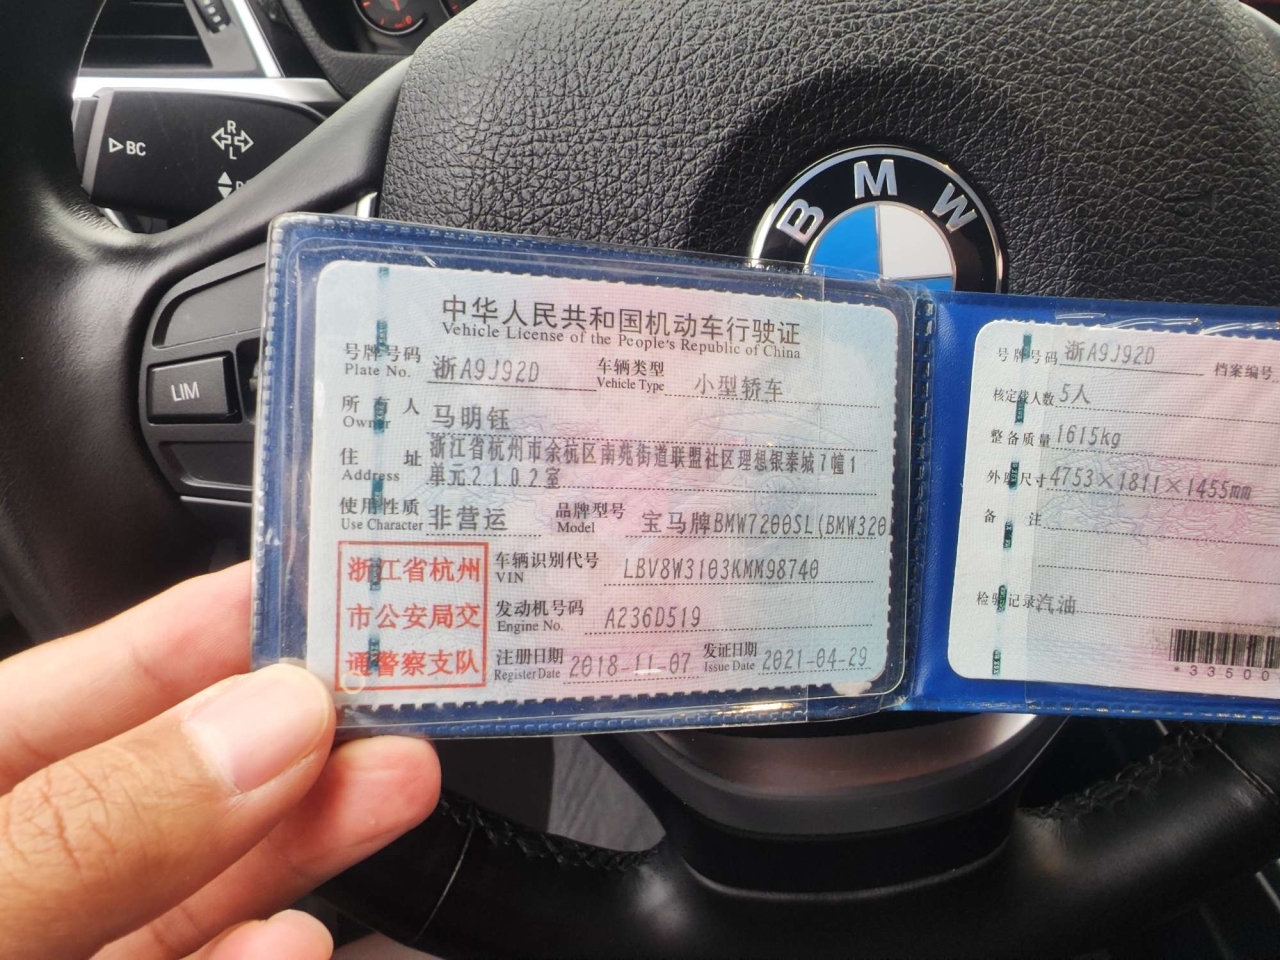 BC
R
L
LIM
B M W
中华人民共和国机动车行驶证
Vehicle License of the People's Republic of China
号牌号码 浙A9J92D 车辆类型 小型轿车
Plate No. Vehicle Type
所有人 马明钰
Owner
住址 浙江省杭州市余杭区南苑街道联盟社区理想银泰城7幢1
Address 单元2102室
使用性质 非营运 品牌型号 宝马牌BMW7200SL(BMW320
Use Character Model
浙江省杭州
市公安局交
通警察支队
车辆识别代号 LBV8W3103KMM98740
VIN
发动机号码 A236D519
Engine No.
注册日期 2018-11-07 发证日期 2021-04-29
Register Date Issue Date
号牌号码 浙A9J92D 档案编号
核定载人数 5人
整备质量 1615kg
外廓尺寸 4753×1811×1455mm
备注
检验记录 汽油
*33500